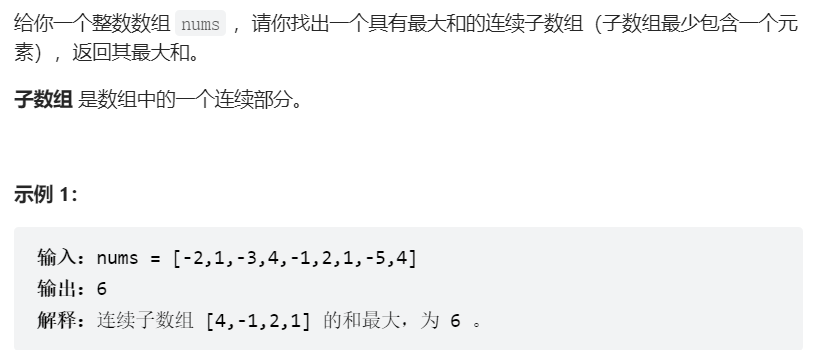 给你一个整数数组 nums ，请你找出一个具有最大和的连续子数组（子数组最少包含一个元
素），返回其最大和。
子数组 是数组中的一个连续部分。
示例 1：
输入：nums = [-2,1,-3,4,-1,2,1,-5,4]
输出：6
解释：连续子数组 [4,-1,2,1] 的和最大，为 6 。